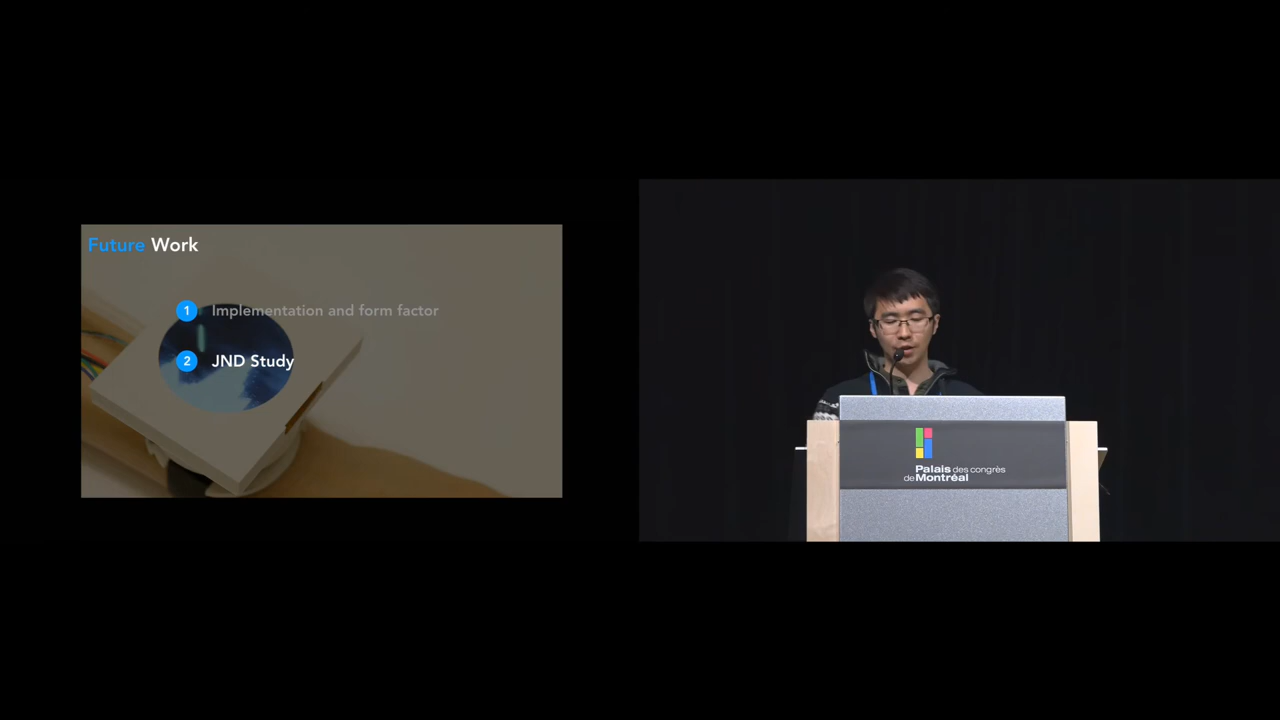 Future Work
1 Implementation and form factor
2 JND Study
Palais des congrès
de Montréal